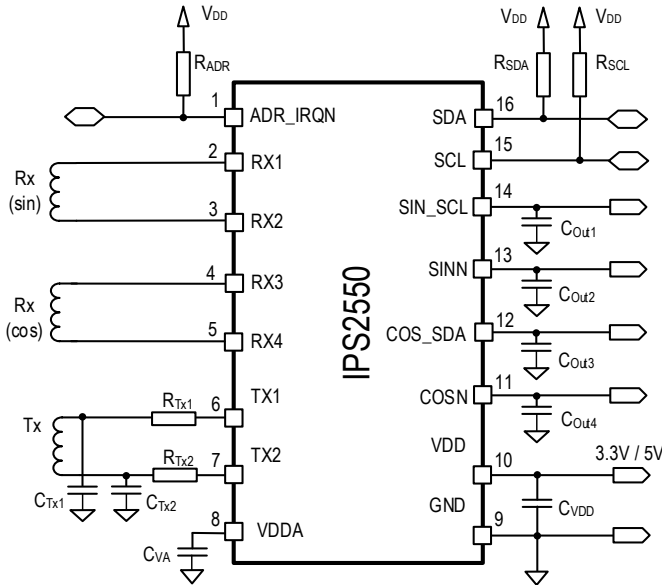 VDD
VDD
VDD
RADR
RSDA
RSCL
1
ADR_IRQN
SDA
16
2
RX1
SCL
15
Rx
(sin)
3
RX2
SIN_SCL
14
4
RX3
COut1
SINN
13
IPS2550
COut2
Rx
(cos)
5
RX4
COS_SDA
12
COut3
TX1
COSN
11
RTx1
6
COut4
Tx
TX2
VDD
3.3V / 5V
RTx2
7
10
CTx1
CTx2
GND
CVDD
8
VDDA
9
CVA